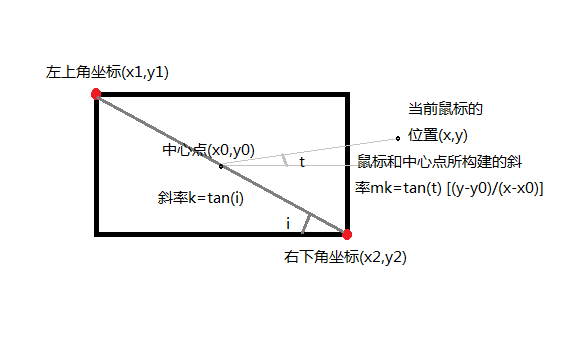 左上角坐标(x1,y1)
当前鼠标的
位置(x,y)
中心点(x0,y0)
t
鼠标和中心点所构建的斜
率mk=tan(t) [(y-y0)/(x-x0)]
斜率k=tan(i)
i
右下角坐标(x2,y2)